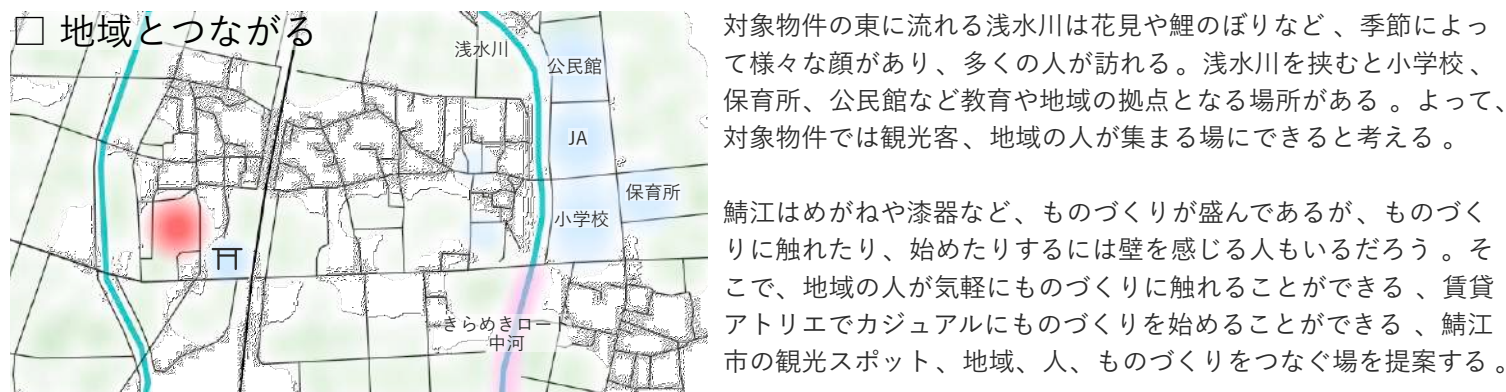 □ 地域とつながる
浅水川
公民館
JA
保育所
小学校
きらめきロード
中河
対象物件の東に流れる浅水川は花見や鯉のぼりなど、季節によっ
て様々な顔があり、多くの人が訪れる。浅水川を挟むと小学校、
保育所、公民館など教育や地域の拠点となる場所がある。よって、
対象物件では観光客、地域の人が集まる場にできると考える。
鯖江はめがねや漆器など、ものづくりが盛んであるが、ものづく
りに触れたり、始めたりするには壁を感じる人もいるだろう。そ
こで、地域の人が気軽にものづくりに触れることができる、賃貸
アトリエでカジュアルにものづくりを始めることができる、鯖江
市の観光スポット、地域、人、ものづくりをつなぐ場を提案する。